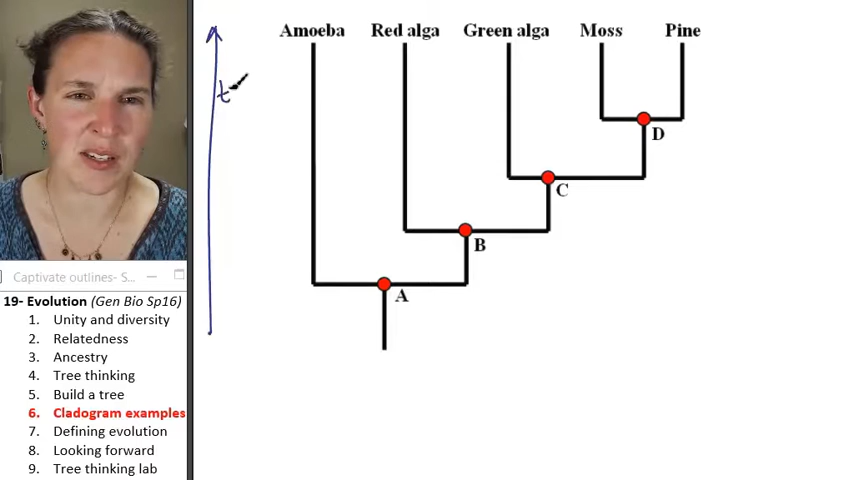 Amoeba Red alga Green alga Moss Pine
t
D
C
B
A
Captivate outlines- S...
19- Evolution (Gen Bio Sp16)
1. Unity and diversity
2. Relatedness
3. Ancestry
4. Tree thinking
5. Build a tree
6. Cladogram examples
7. Defining evolution
8. Looking forward
9. Tree thinking lab